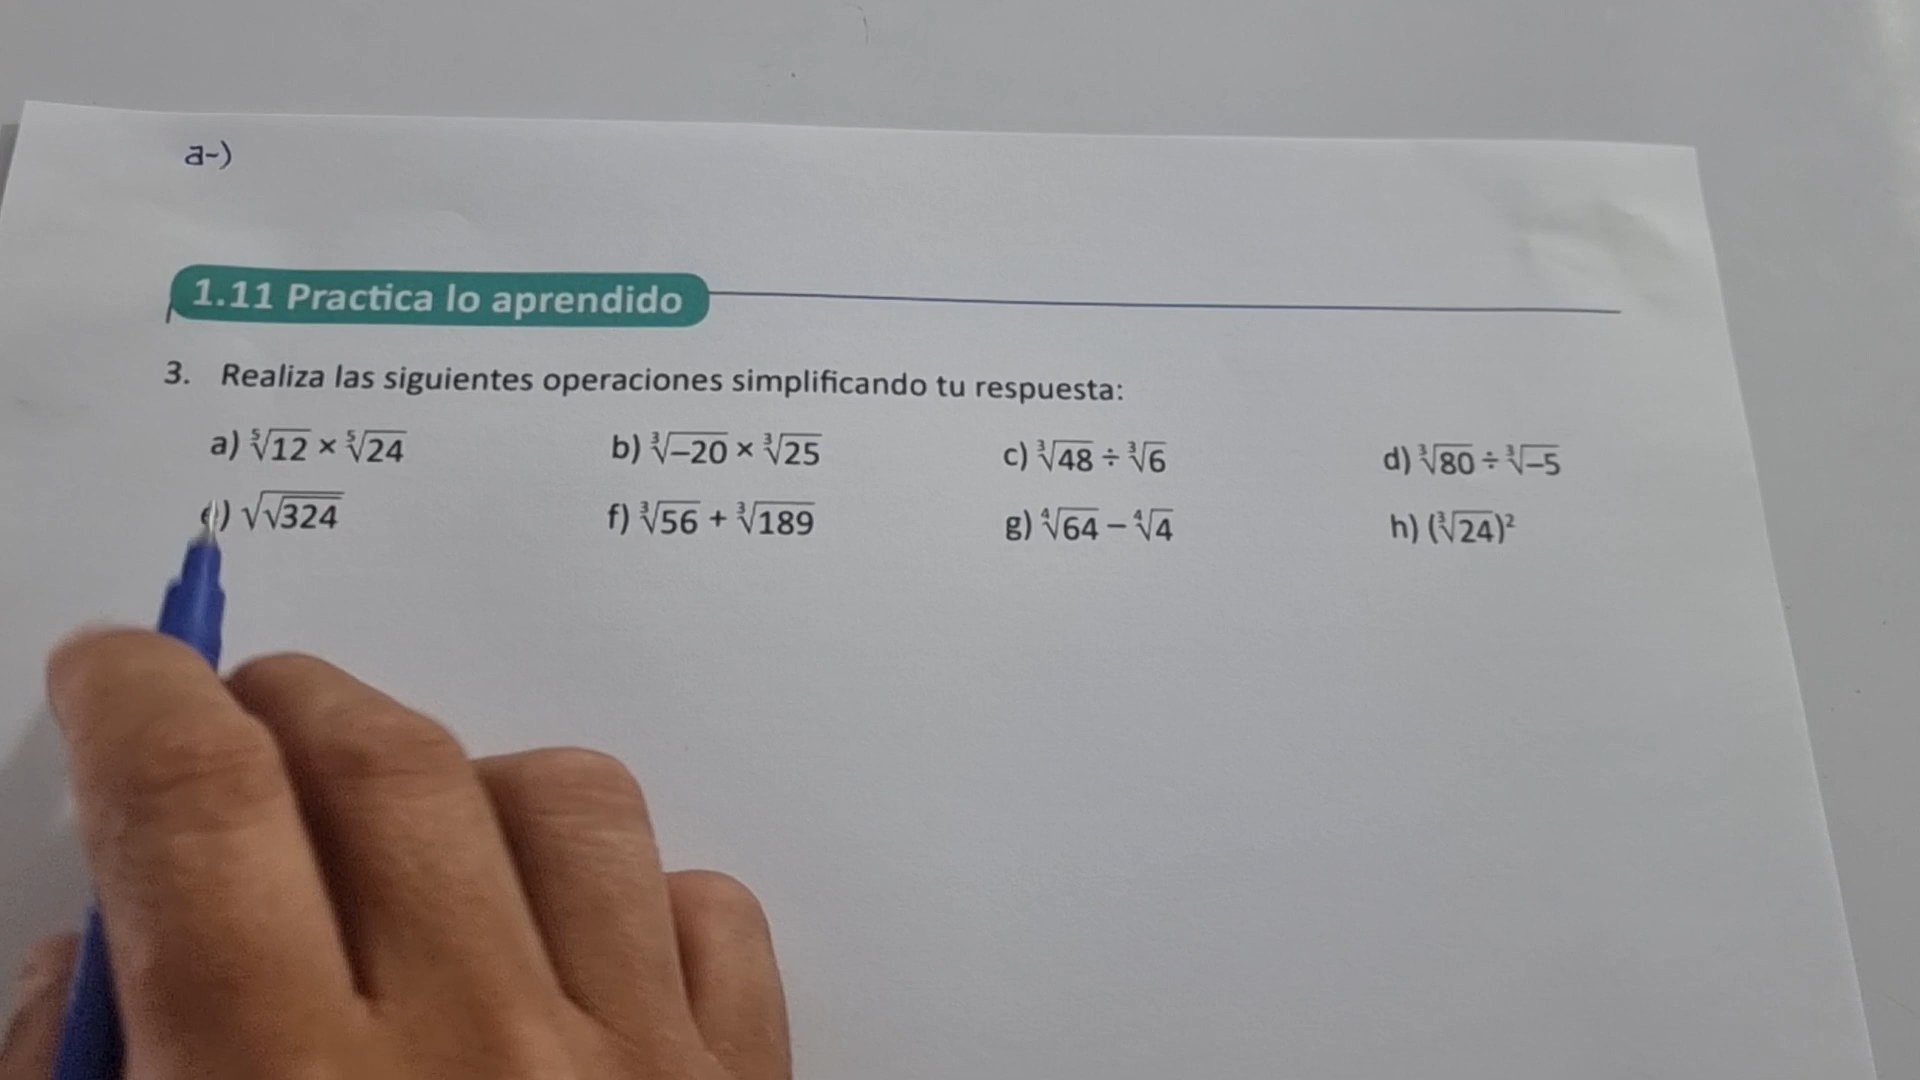 a-)
1.11 Practica lo aprendido
3. Realiza las siguientes operaciones simplificando tu respuesta:
a) ⁵√12 × ⁵√24 b) ³√−20 × ³√25 c) ³√48 ÷ ³√6 d) ³√80 ÷ ³√−5
) √√324 f) ³√56 + ³√189 g) ⁴√64 − ⁴√4 h) (³√24)²